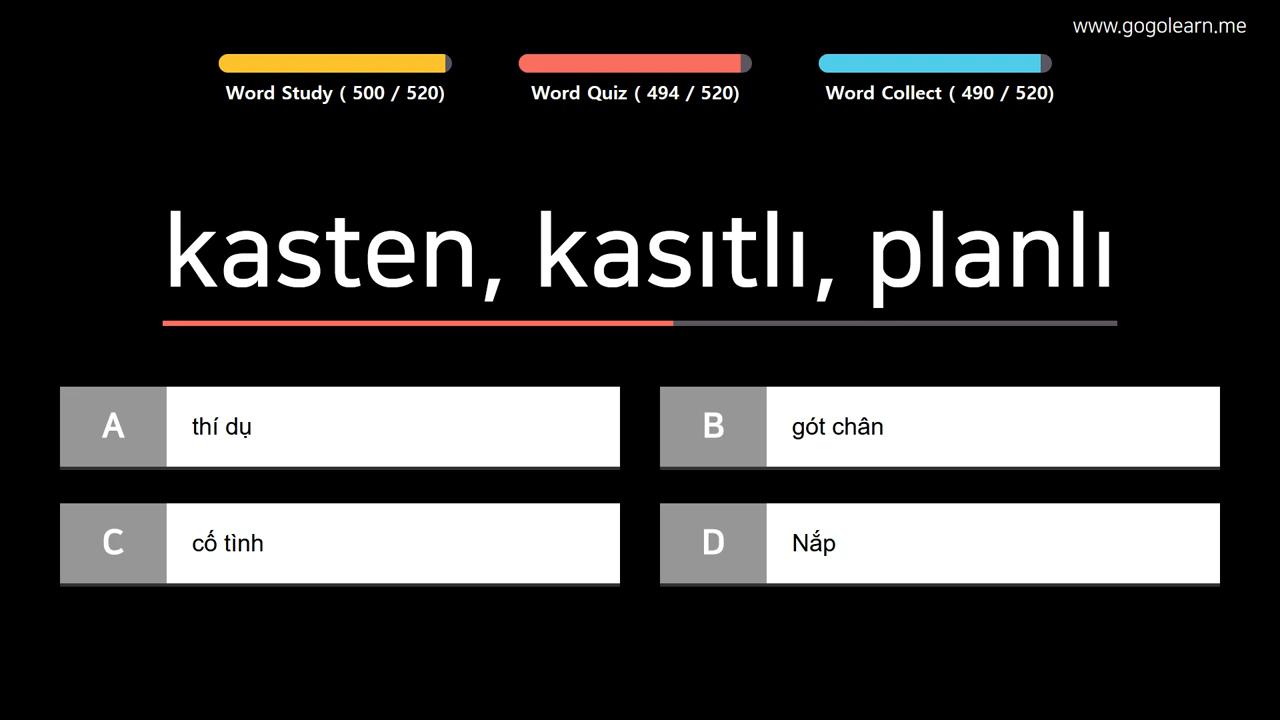 www.gogolearn.me
Word Study ( 500 / 520)
Word Quiz ( 494 / 520)
Word Collect ( 490 / 520)
kasten, kasıtlı, planlı
A
thí dụ
B
gót chân
C
cố tình
D
Nắp